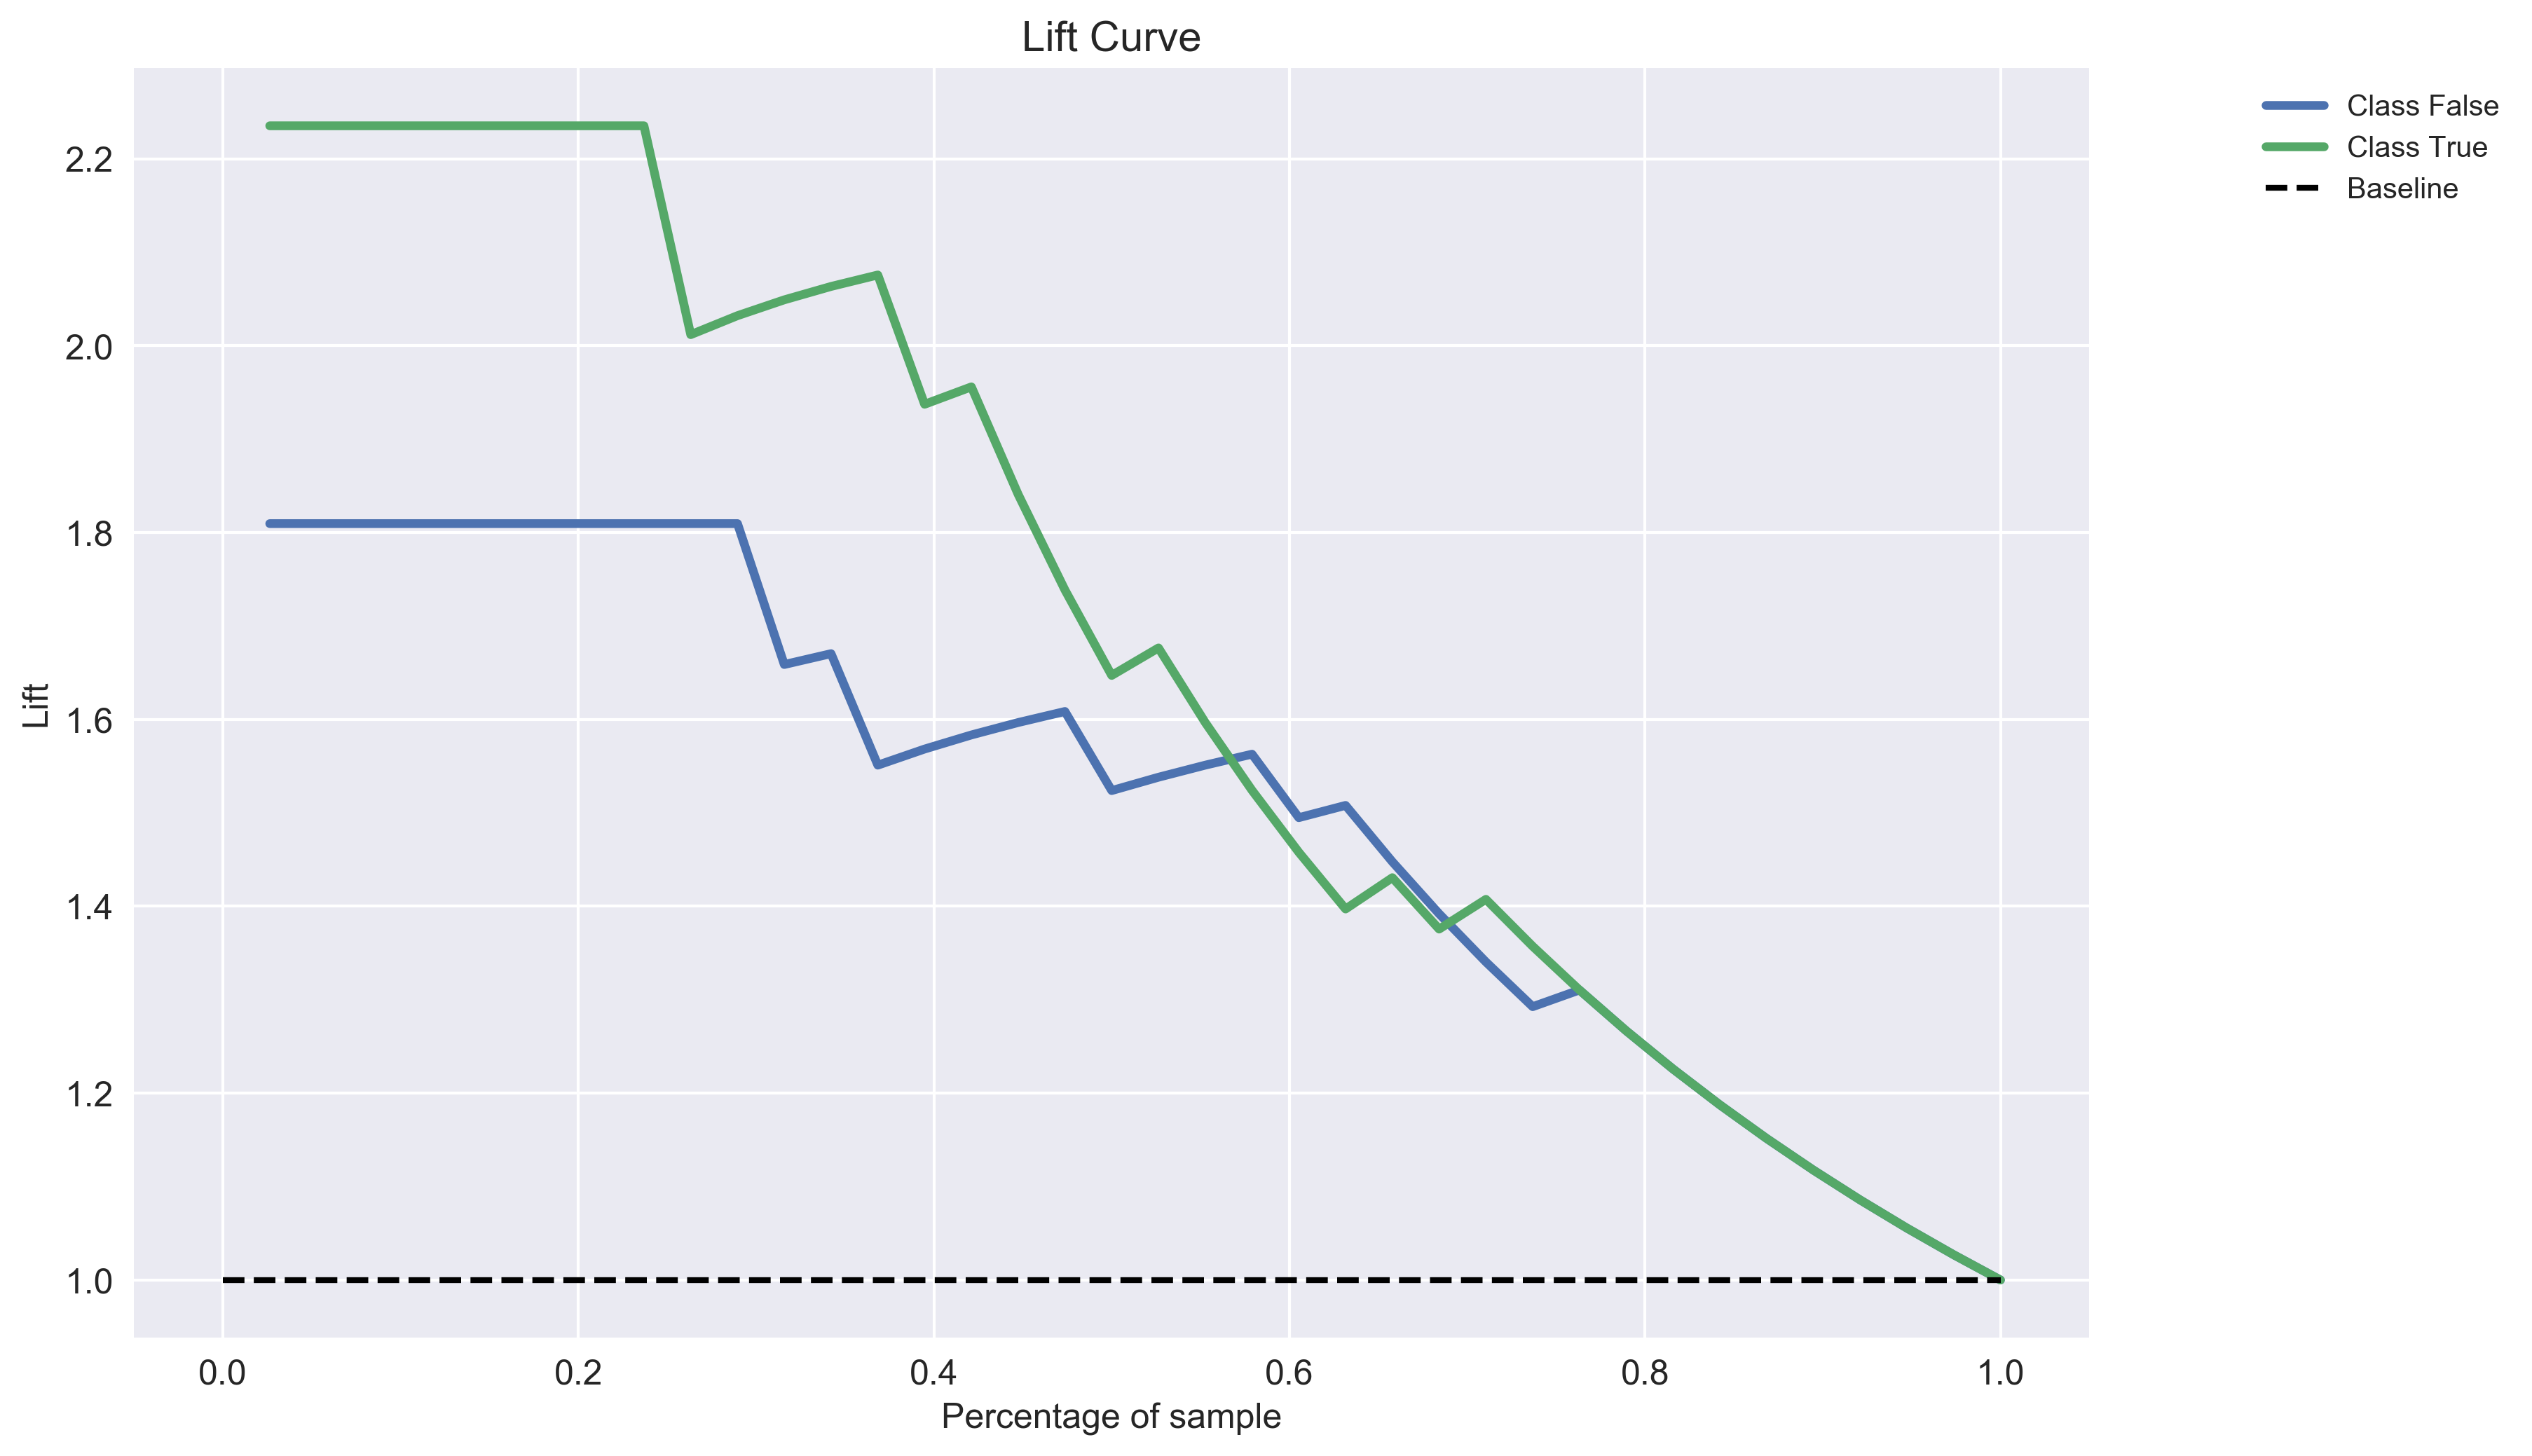 Lift Curve
Class False
Class True
Baseline
2.2
2.0
1.8
1.6
1.4
1.2
1.0
Lift
0.0 0.2 0.4 0.6 0.8 1.0
Percentage of sample